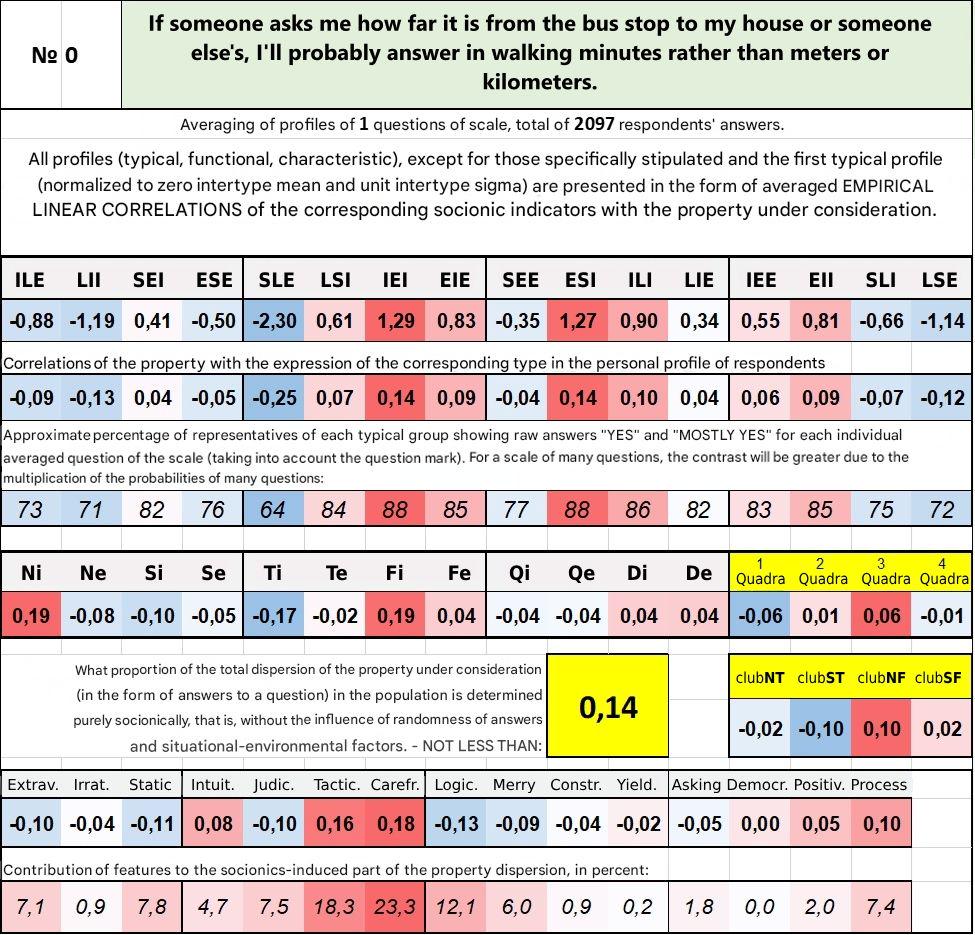 № 0
If someone asks me how far it is from the bus stop to my house or someone
else's, I'll probably answer in walking minutes rather than meters or
kilometers.
Averaging of profiles of 1 questions of scale, total of 2097 respondents' answers.
All profiles (typical, functional, characteristic), except for those specifically stipulated and the first typical profile
(normalized to zero intertype mean and unit intertype sigma) are presented in the form of averaged EMPIRICAL
LINEAR CORRELATIONS of the corresponding socionic indicators with the property under consideration.
ILE LII SEI ESE SLE LSI IEI EIE SEE ESI ILI LIE IEE EII SLI LSE
-0,88 -1,19 0,41 -0,50 -2,30 0,61 1,29 0,83 -0,35 1,27 0,90 0,34 0,55 0,81 -0,66 -1,14
Correlations of the property with the expression of the corresponding type in the personal profile of respondents
-0,09 -0,13 0,04 -0,05 -0,25 0,07 0,14 0,09 -0,04 0,14 0,10 0,04 0,06 0,09 -0,07 -0,12
Approximate percentage of representatives of each typical group showing raw answers "YES" and "MOSTLY YES" for each individual
averaged question of the scale (taking into account the question mark). For a scale of many questions, the contrast will be greater due to the
multiplication of the probabilities of many questions:
73 71 82 76 64 84 88 85 77 88 86 82 83 85 75 72
Ni Ne Si Se Ti Te Fi Fe Qi Qe Di De 1 Quadra 2 Quadra 3 Quadra 4 Quadra
0,19 -0,08 -0,10 -0,05 -0,17 -0,02 0,19 0,04 -0,04 -0,04 0,04 0,04 -0,06 0,01 0,06 -0,01
What proportion of the total dispersion of the property under consideration
(in the form of answers to a question) in the population is determined
purely socionically, that is, without the influence of randomness of answers
and situational-environmental factors. - NOT LESS THAN:
0,14
clubNT clubST clubNF clubSF
-0,02 -0,10 0,10 0,02
Extrav. Irrat. Static Intuit. Judic. Tactic. Carefr. Logic. Merry Constr. Yield. Asking Democr. Positiv. Process
-0,10 -0,04 -0,11 0,08 -0,10 0,16 0,18 -0,13 -0,09 -0,04 -0,02 -0,05 0,00 0,05 0,10
Contribution of features to the socionics-induced part of the property dispersion, in percent:
7,1 0,9 7,8 4,7 7,5 18,3 23,3 12,1 6,0 0,9 0,2 1,8 0,0 2,0 7,4